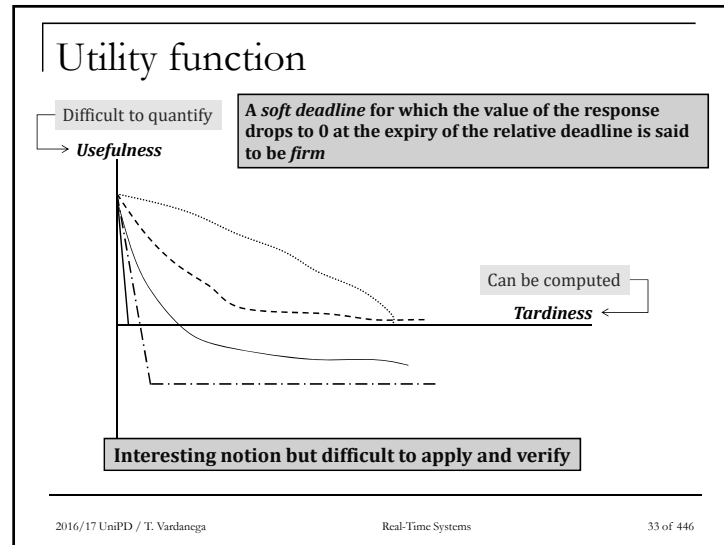 Utility function
Difficult to quantify
A soft deadline for which the value of the response
drops to 0 at the expiry of the relative deadline is said
to be firm
Usefulness
Can be computed
Tardiness
Interesting notion but difficult to apply and verify
2016/17 UniPD / T. Vardanega
Real-Time Systems
33 of 446